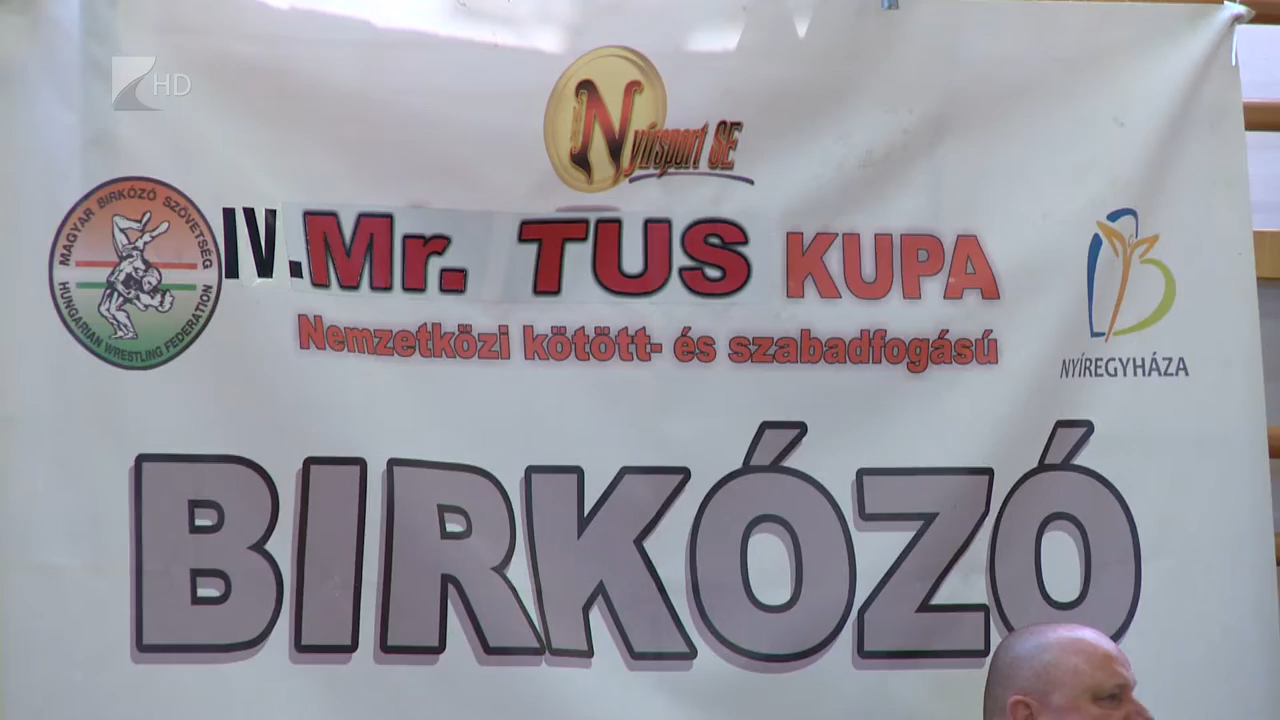 HD
Nyírsport SE
MAGYAR BIRKÓZÓ SZÖVETSÉG
HUNGARIAN WRESTLING FEDERATION
IV. Mr. TUS KUPA
Nemzetközi kötött- és szabadfogású
NYÍREGYHÁZA
BIRKÓZÓ